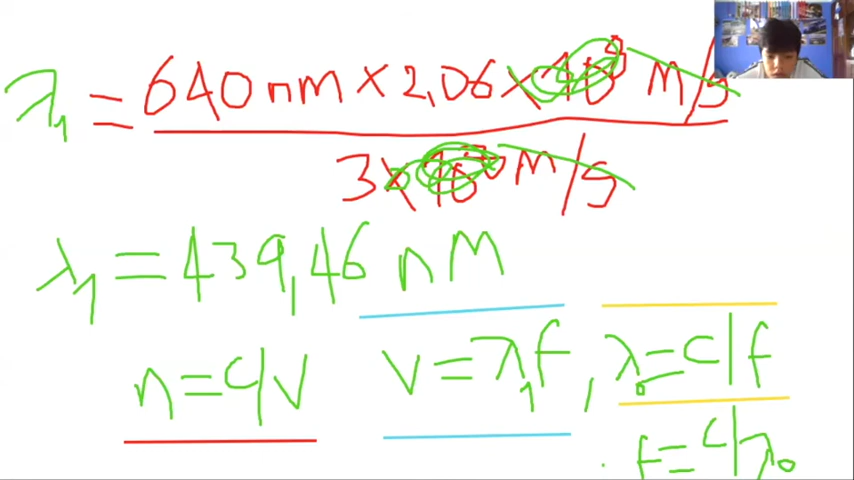 λ₁ = 640 nm × 2,06 × 10⁸ m/s
3 × 10⁸ m/s
λ₁ = 439,46 nm
n = c/v v = λ₁f , λ₀ = c/f
f = c/λ₀